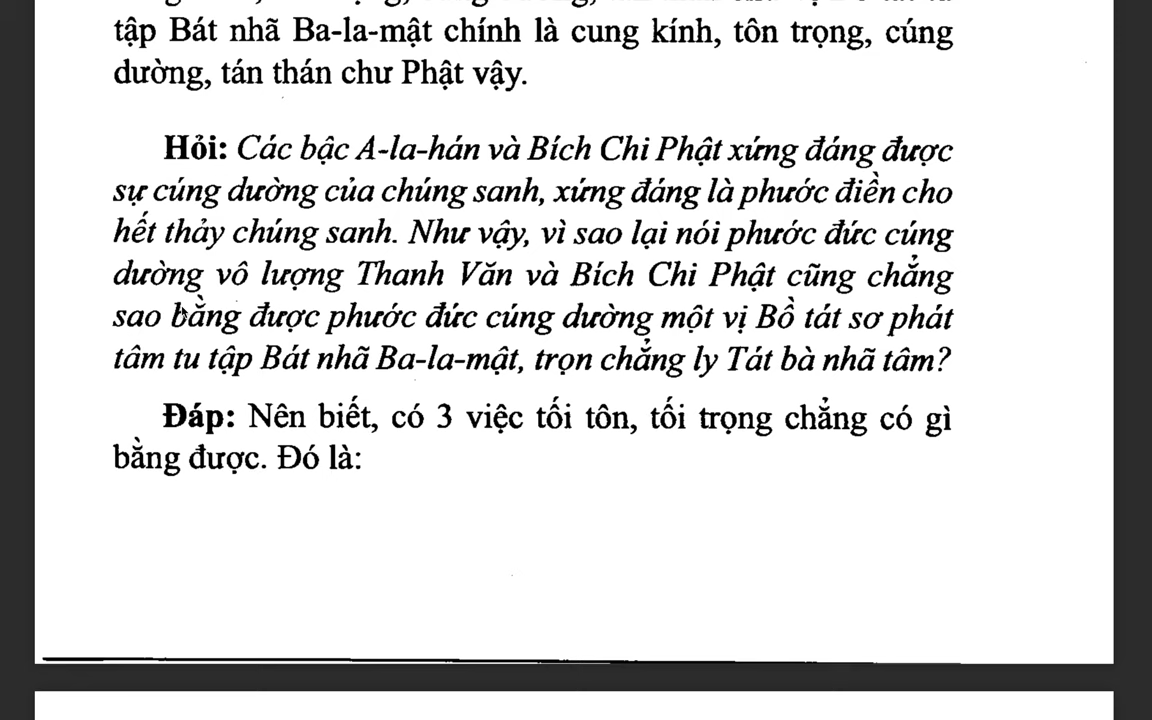 tập Bát nhã Ba-la-mật chính là cung kính, tôn trọng, cúng
dường, tán thán chư Phật vậy.
Hỏi: Các bậc A-la-hán và Bích Chi Phật xứng đáng được
sự cúng dường của chúng sanh, xứng đáng là phước điền cho
hết thảy chúng sanh. Như vậy, vì sao lại nói phước đức cúng
dường vô lượng Thanh Văn và Bích Chi Phật cũng chẳng
sao bằng được phước đức cúng dường một vị Bồ tát sơ phát
tâm tu tập Bát nhã Ba-la-mật, trọn chẳng ly Tát bà nhã tâm?
Đáp: Nên biết, có 3 việc tối tôn, tối trọng chẳng có gì
bằng được. Đó là: